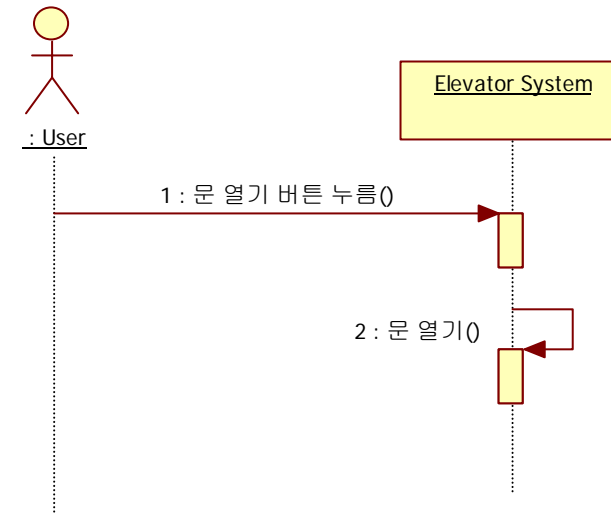 : User
Elevator System
1 : 문 열기 버튼 누름()
2 : 문 열기()